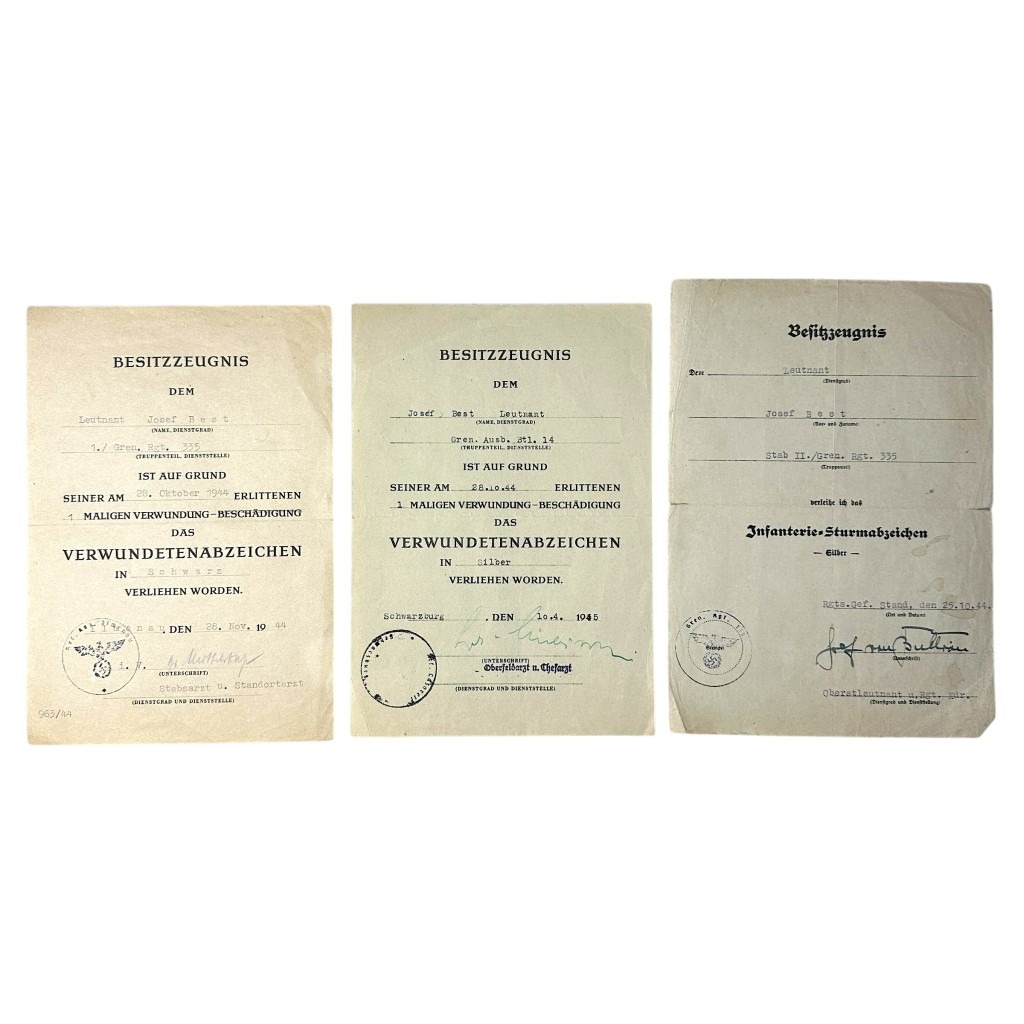 BESITZZEUGNIS
DEM
Leutnant Josef Best
(NAME, DIENSTGRAD)
1./ Gren. Rgt. 335
(TRUPPENTEIL, DIENSTSTELLE)
IST AUF GRUND
SEINER AM 28. Oktober 1944 ERLITTENEN
1 MALIGEN VERWUNDUNG – BESCHÄDIGUNG
DAS
VERWUNDETENABZEICHEN
IN Schwarz
VERLIEHEN WORDEN.
, DEN 28. Nov. 1944
(UNTERSCHRIFT)
Stabsarzt u. Standortarzt
(DIENSTGRAD UND DIENSTSTELLE)
963/44
BESITZZEUGNIS
DEM
Josef, Best Leutnant
(NAME, DIENSTGRAD)
Gren. Ausb. Btl. 14
(TRUPPENTEIL, DIENSTSTELLE)
IST AUF GRUND
SEINER AM 28.10.44 ERLITTENEN
1 MALIGEN VERWUNDUNG – BESCHÄDIGUNG
DAS
VERWUNDETENABZEICHEN
IN Silber
VERLIEHEN WORDEN.
Schwarzburg , DEN 10.4. 1945
(UNTERSCHRIFT)
Oberfeldarzt u. Chefarzt
(DIENSTGRAD UND DIENSTSTELLE)
Besitzzeugnis
Dem Leutnant
(Dienstgrad)
Josef Best
(Vor- und Zuname)
Stab II./Gren. Rgt. 335
(Truppenteil)
verleihe ich das
Infanterie-Sturmabzeichen
— Silber —
Rgts.Gef. Stand, den 25.10.44.
(Ort und Datum)
Gren. Rgt.
(Unterschrift)
Oberstleutnant u.Rgt. Kdr.
(Dienstgrad und Dienststellung)